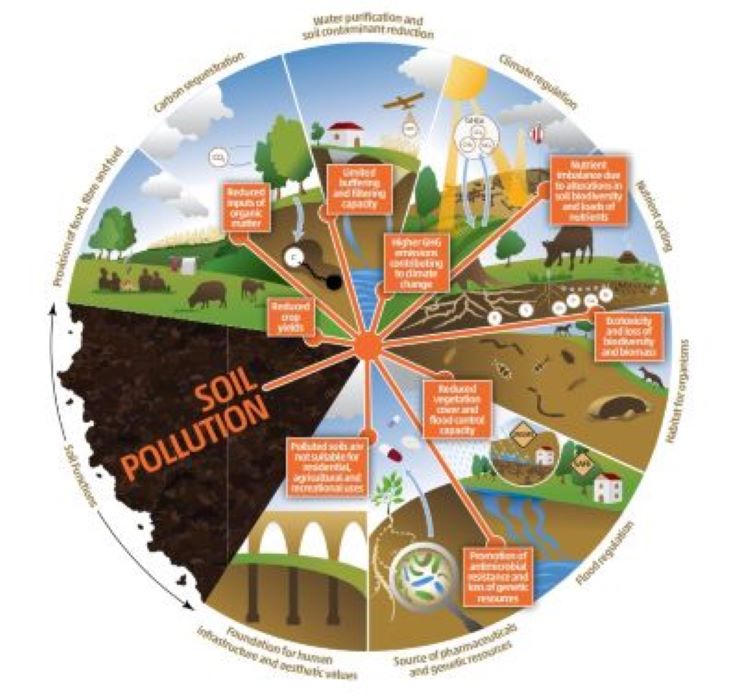 Water purification and
soil contaminant reduction
Carbon sequestration
Climate regulation
Provision of food, fibre and fuel
Nutrient cycling
Habitat for organisms
Flood regulation
Source of pharmaceuticals
and genetic resources
Foundation for human
infrastructure and aesthetic values
Soil Functions
SOIL
POLLUTION
Reduced
inputs of
organic
matter
Limited
buffering
and filtering
capacity
Higher GHG
emissions
contributing
to climate
change
Nutrient
imbalance due
to alterations in
soil biodiversity
and loads of
nutrients
Reduced
crop
yields
Ecotoxicity
and loss of
biodiversity
and biomass
Reduced
vegetation
cover and
flood control
capacity
Polluted soils are
not suitable for
residential,
agricultural and
recreational uses
Promotion of
antimicrobial
resistance and
loss of genetic
resources
CO₂
C
GHGs